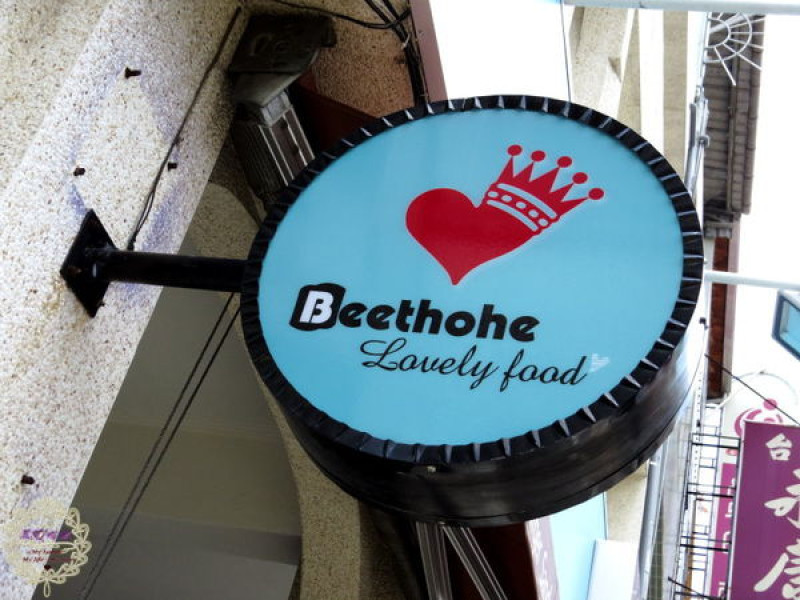 Beethohe
Lovely food
台